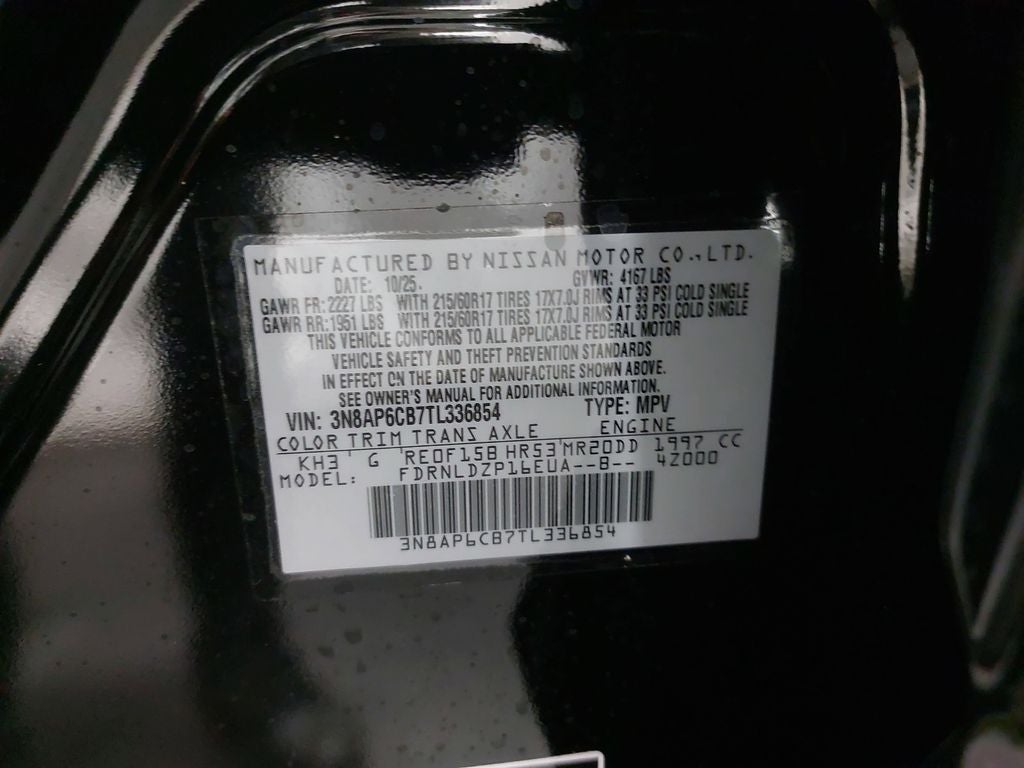 MANUFACTURED BY NISSAN MOTOR CO., LTD.
DATE: 10/25. GVWR: 4167 LBS
GAWR FR: 2227 LBS WITH 215/60R17 TIRES 17X7.0J RIMS AT 33 PSI COLD SINGLE
GAWR RR: 1951 LBS WITH 215/60R17 TIRES 17X7.0J RIMS AT 33 PSI COLD SINGLE
THIS VEHICLE CONFORMS TO ALL APPLICABLE FEDERAL MOTOR
VEHICLE SAFETY AND THEFT PREVENTION STANDARDS
IN EFFECT ON THE DATE OF MANUFACTURE SHOWN ABOVE.
SEE OWNER'S MANUAL FOR ADDITIONAL INFORMATION.
VIN: 3N8AP6CB7TL336854 TYPE: MPV
COLOR TRIM TRANS AXLE ENGINE
KH3 G RE0F15B HR53 MR20DD 1997 CC
MODEL: FDRNLDZP16EUA--B-- 42000
3N8AP6CB7TL336854